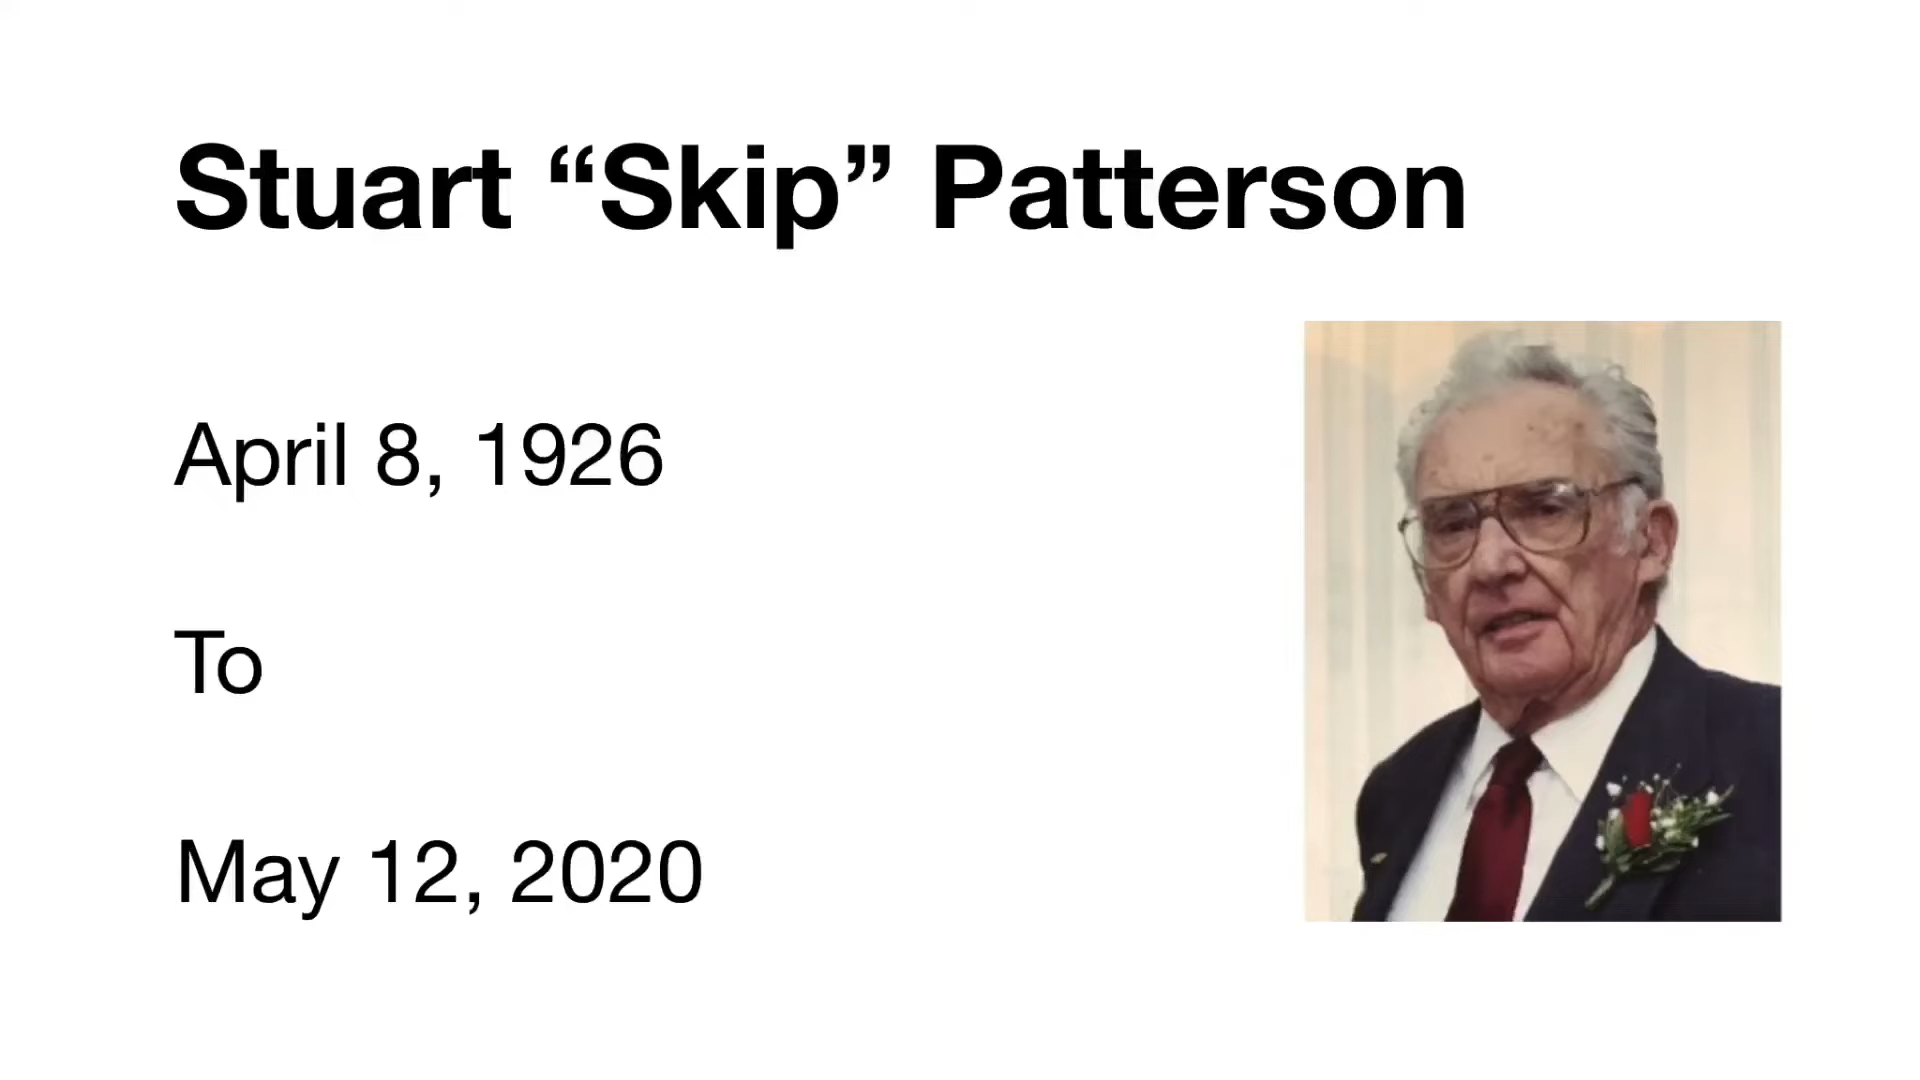 Stuart “Skip” Patterson
April 8, 1926
To
May 12, 2020